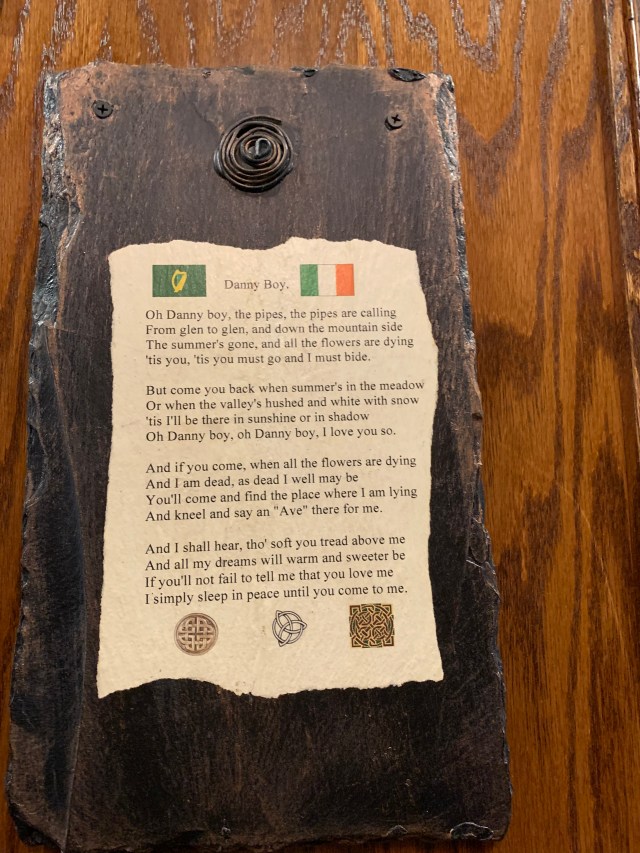 Danny Boy.
Oh Danny boy, the pipes, the pipes are calling
From glen to glen, and down the mountain side
The summer's gone, and all the flowers are dying
'tis you, 'tis you must go and I must bide.
But come you back when summer's in the meadow
Or when the valley's hushed and white with snow
'tis I'll be there in sunshine or in shadow
Oh Danny boy, oh Danny boy, I love you so.
And if you come, when all the flowers are dying
And I am dead, as dead I well may be
You'll come and find the place where I am lying
And kneel and say an "Ave" there for me.
And I shall hear, tho' soft you tread above me
And all my dreams will warm and sweeter be
If you'll not fail to tell me that you love me
I simply sleep in peace until you come to me.